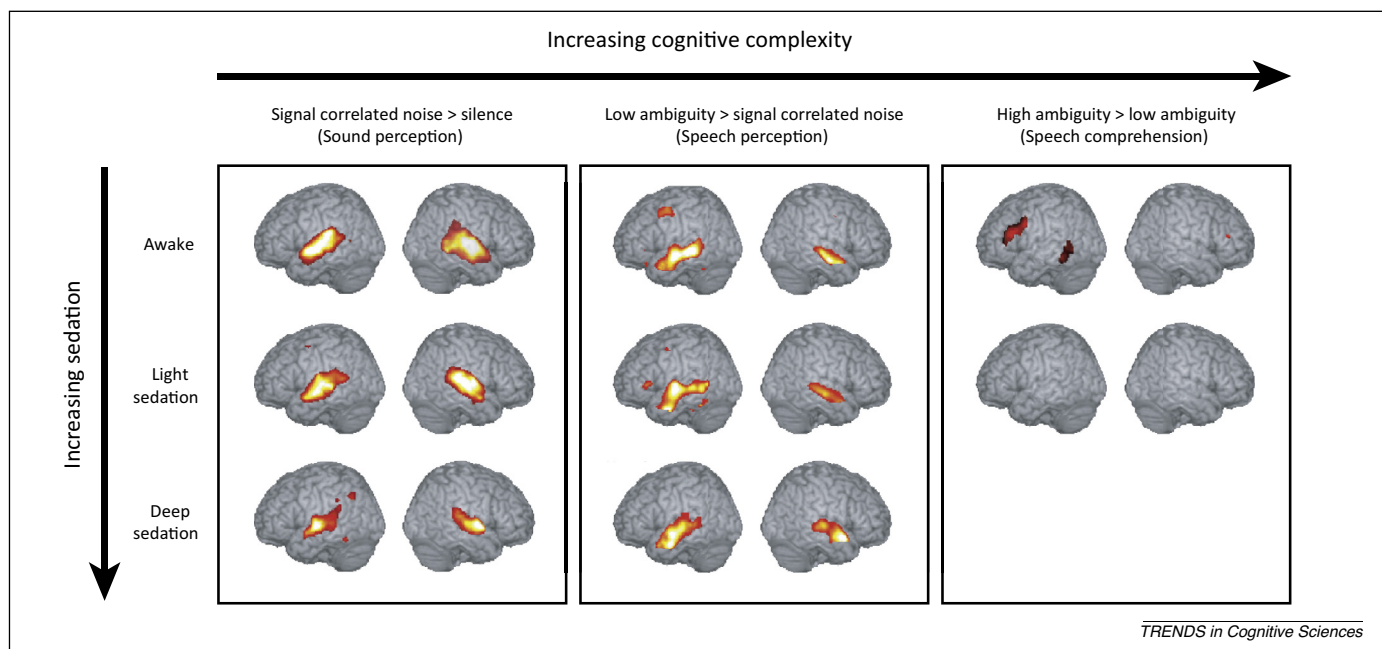 Increasing cognitive complexity
Signal correlated noise > silence
(Sound perception)
Low ambiguity > signal correlated noise
(Speech perception)
High ambiguity > low ambiguity
(Speech comprehension)
Increasing sedation
Awake
Light
sedation
Deep
sedation
TRENDS in Cognitive Sciences